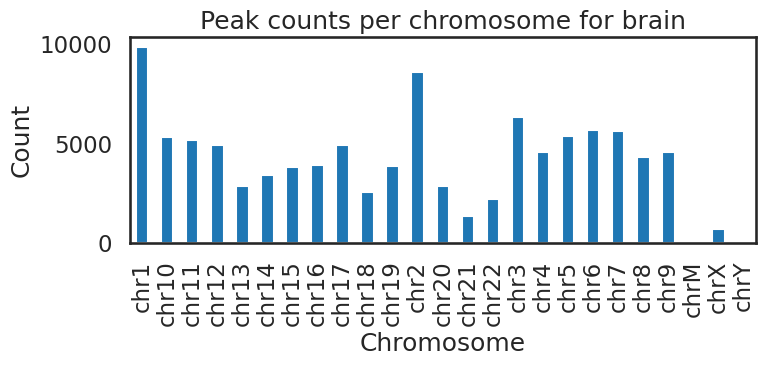 Peak counts per chromosome for brain
Count
10000
5000
0
chr1
chr10
chr11
chr12
chr13
chr14
chr15
chr16
chr17
chr18
chr19
chr2
chr20
chr21
chr22
chr3
chr4
chr5
chr6
chr7
chr8
chr9
chrM
chrX
chrY
Chromosome